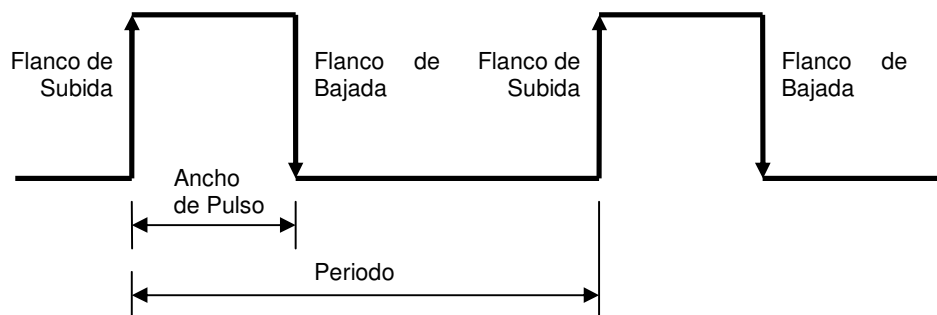 Flanco de
Subida
Flanco de
Bajada
Flanco de
Subida
Flanco de
Bajada
Ancho
de Pulso
Periodo